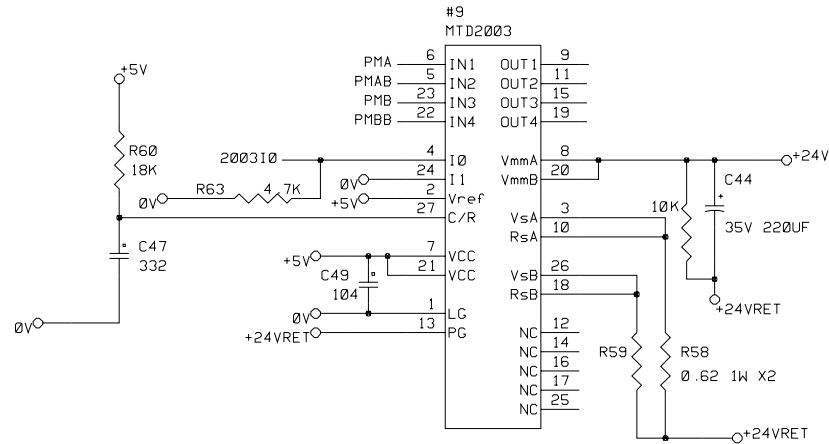 #9
MTD2003
PMA 6 IN1 OUT1 9
PMAB 5 IN2 OUT2 11
PMB 23 IN3 OUT3 15
PMBB 22 IN4 OUT4 19
+5V
R60
18K
2003I0 4 I0 VmmA 8 +24V
0V 24 I1 VmmB 20
R63 4.7K
0V
+5V 2 Vref
27 C/R VsA 3
RsA 10
10K
C44
+
35V 220UF
C47
332
+5V 7 VCC
21 VCC VsB 26
RsB 18
C49
104
+24VRET
0V 1 LG
0V
+24VRET 13 PG
NC 12
NC 14
NC 16
NC 17
NC 25
R59
R58
0.62 1W X2
+24VRET